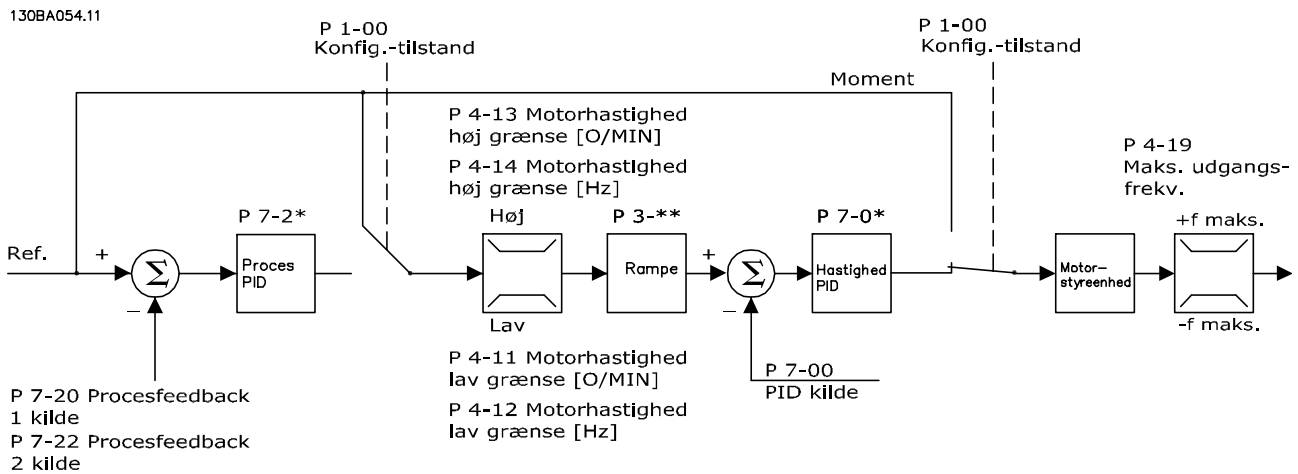 130BA054.11
P 1-00
Konfig.-tilstand
P 1-00
Konfig.-tilstand
Moment
P 4-13 Motorhastighed
høj grænse [O/MIN]
P 4-14 Motorhastighed
høj grænse [Hz]
P 4-19
Maks. udgangs-
frekv.
P 7-2*
Høj
P 3-**
P 7-0*
+f maks.
Ref.
+
Σ
Proces
PID
Rampe
+
Σ
Hastighed
PID
Motor-
styreenhed
−
Lav
−
-f maks.
P 4-11 Motorhastighed
lav grænse [O/MIN]
P 4-12 Motorhastighed
lav grænse [Hz]
P 7-00
PID kilde
P 7-20 Procesfeedback
1 kilde
P 7-22 Procesfeedback
2 kilde